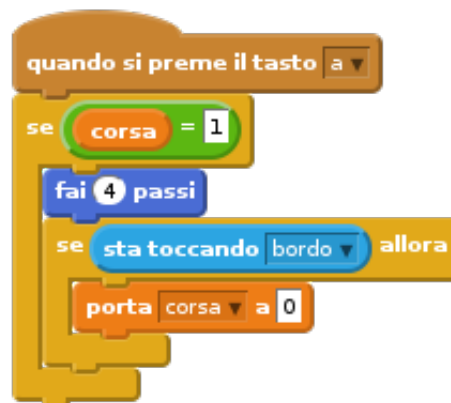 quando si preme il tasto a
se corsa = 1
fai 4 passi
se sta toccando bordo allora
porta corsa a 0